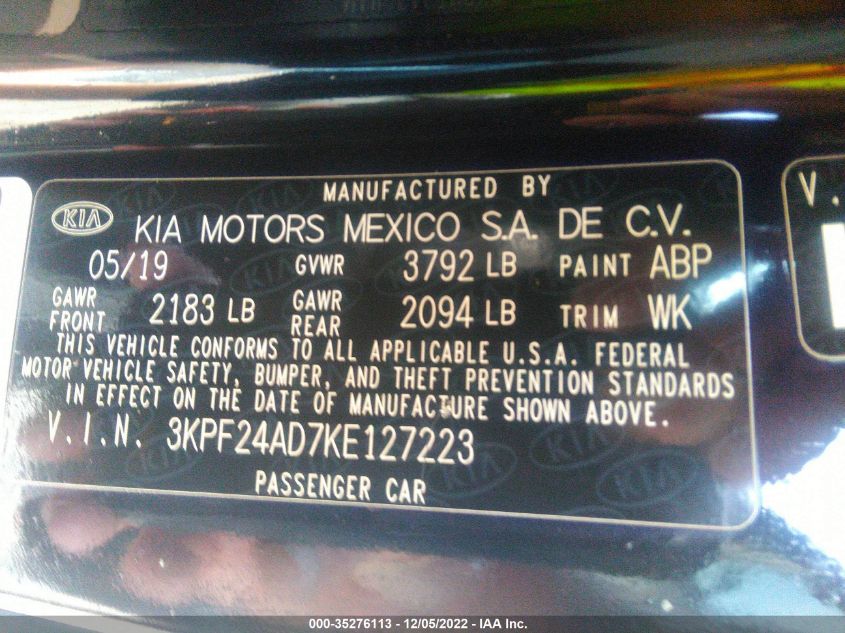 MANUFACTURED BY
KIA KIA MOTORS MEXICO S.A. DE C.V.
05/19 GVWR 3792 LB PAINT ABP
GAWR FRONT 2183 LB GAWR REAR 2094 LB TRIM WK
THIS VEHICLE CONFORMS TO ALL APPLICABLE U.S.A. FEDERAL
MOTOR VEHICLE SAFETY, BUMPER, AND THEFT PREVENTION STANDARDS
IN EFFECT ON THE DATE OF MANUFACTURE SHOWN ABOVE.
V.I.N. 3KPF24AD7KE127223
PASSENGER CAR
V.
000-35276113 - 12/05/2022 - IAA Inc.